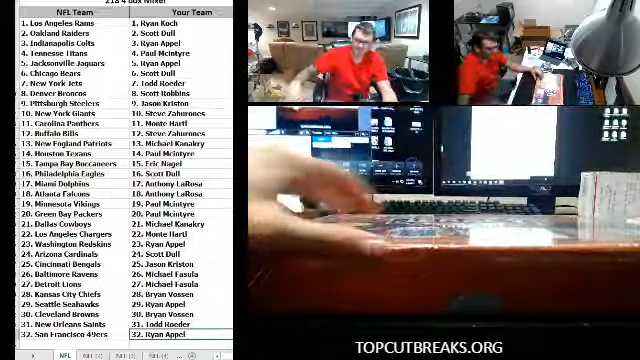 218 4 Box Mixer
NFL Team Your Team
1. Los Angeles Rams 1. Ryan Koch
2. Oakland Raiders 2. Scott Dull
3. Indianapolis Colts 3. Ryan Appel
4. Tennesse Titans 4. Paul Mcintyre
5. Jacksonville Jaguars 5. Ryan Appel
6. Chicago Bears 6. Scott Dull
7. New York Jets 7. Todd Roeder
8. Denver Broncos 8. Scott Robbins
9. Pittsburgh Steelers 9. Jason Kriston
10. New York Giants 10. Steve Zahurones
11. Carolina Panthers 11. Monte Hartl
12. Buffalo Bills 12. Steve Zahurones
13. New England Patriots 13. Michael Kanakry
14. Houston Texans 14. Paul Mcintyre
15. Tampa Bay Buccaneers 15. Eric Nagel
16. Philadelphia Eagles 16. Scott Dull
17. Miami Dolphins 17. Anthony LaRosa
18. Atlanta Falcons 18. Anthony LaRosa
19. Minnesota Vikings 19. Paul Mcintyre
20. Green Bay Packers 20. Paul Mcintyre
21. Dallas Cowboys 21. Michael Kanakry
22. Los Angeles Chargers 22. Monte Hartl
23. Washington Redskins 23. Ryan Appel
24. Arizona Cardinals 24. Scott Dull
25. Cincinnati Bengals 25. Jason Kriston
26. Baltimore Ravens 26. Michael Fasula
27. Detroit Lions 27. Michael Fasula
28. Kansas City Chiefs 28. Bryan Vossen
29. Seattle Seahawks 29. Ryan Appel
30. Cleveland Browns 30. Bryan Vossen
31. New Orleans Saints 31. Todd Roeder
32. San Francisco 49ers 32. Ryan Appel
NFL
TOPCUTBREAKS.ORG